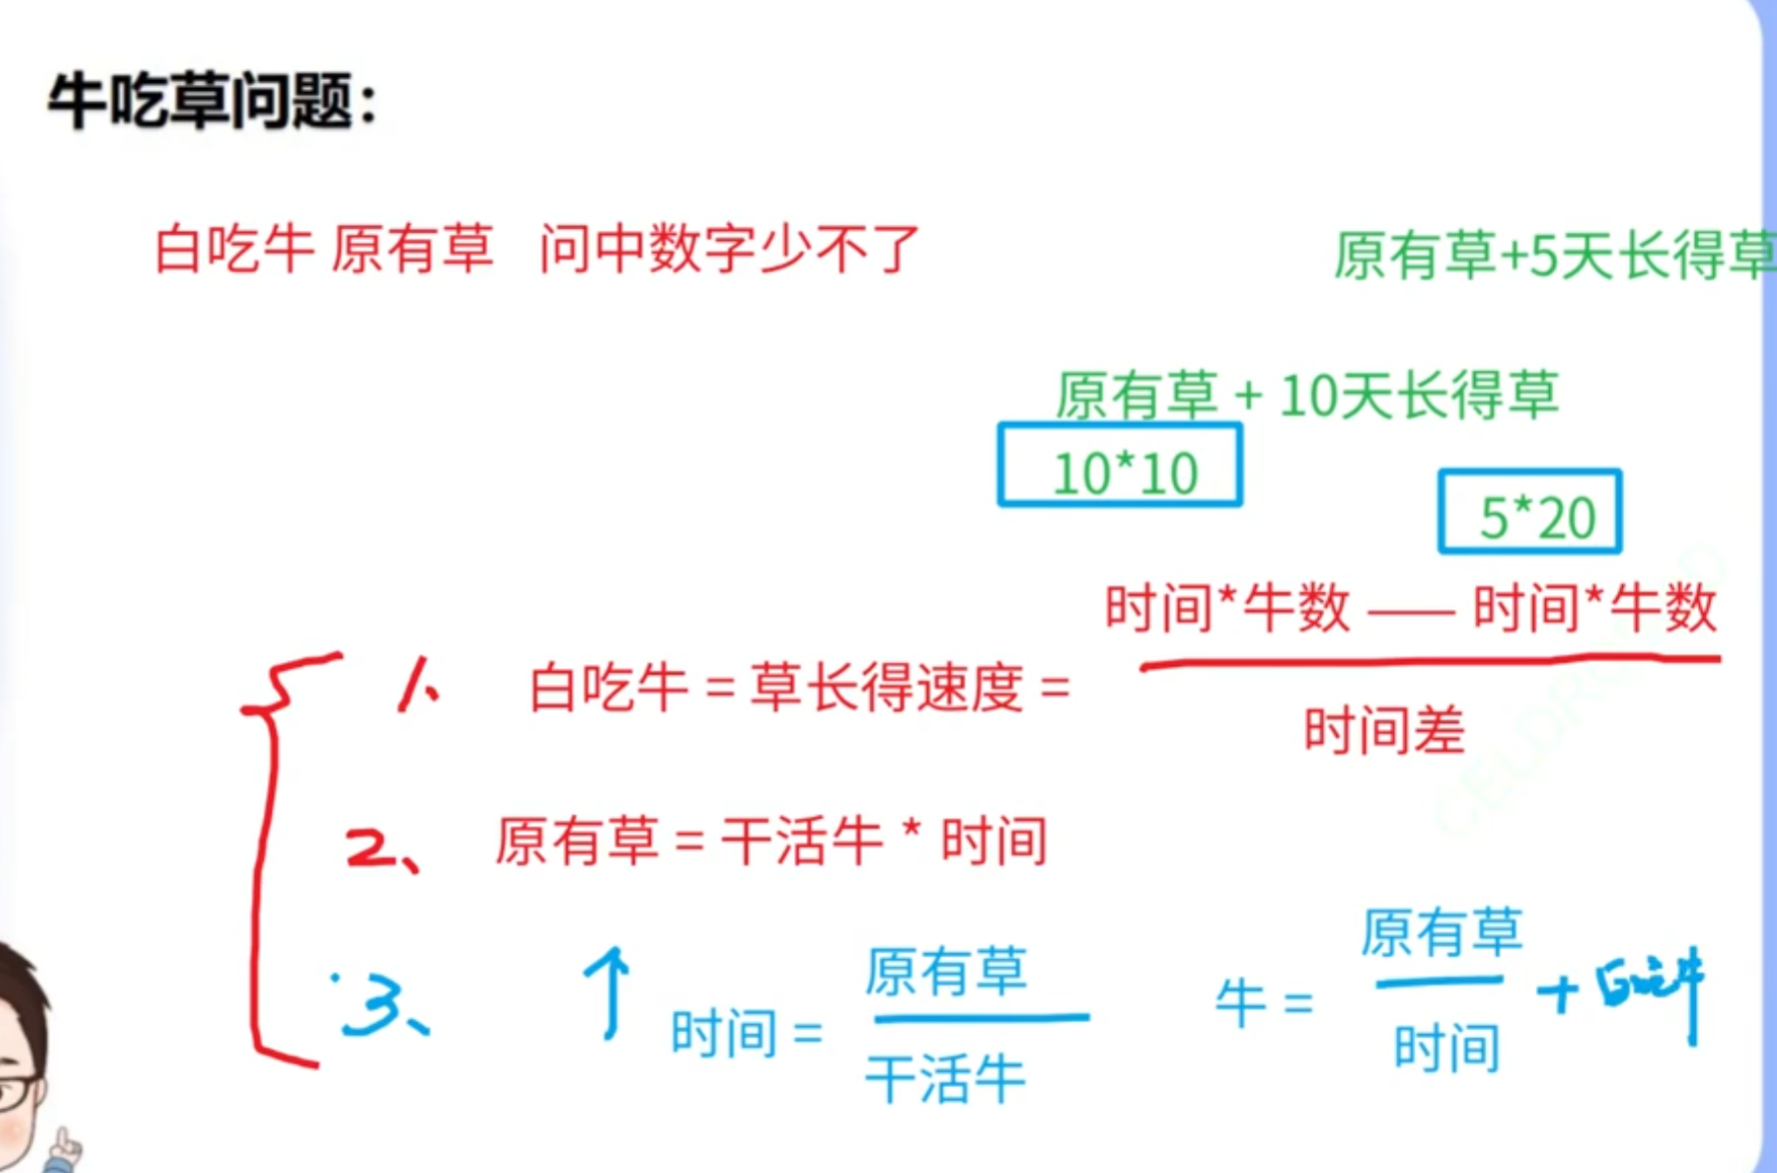 牛吃草问题：
白吃牛 原有草 问中数字少不了
原有草+5天长得草
原有草 + 10天长得草
10*10
5*20
时间*牛数 — 时间*牛数
1、 白吃牛 = 草长得速度 =
时间差
2、 原有草 = 干活牛 * 时间
原有草
原有草
3、 ↑ 时间 =
牛 =
+白吃牛
干活牛
时间